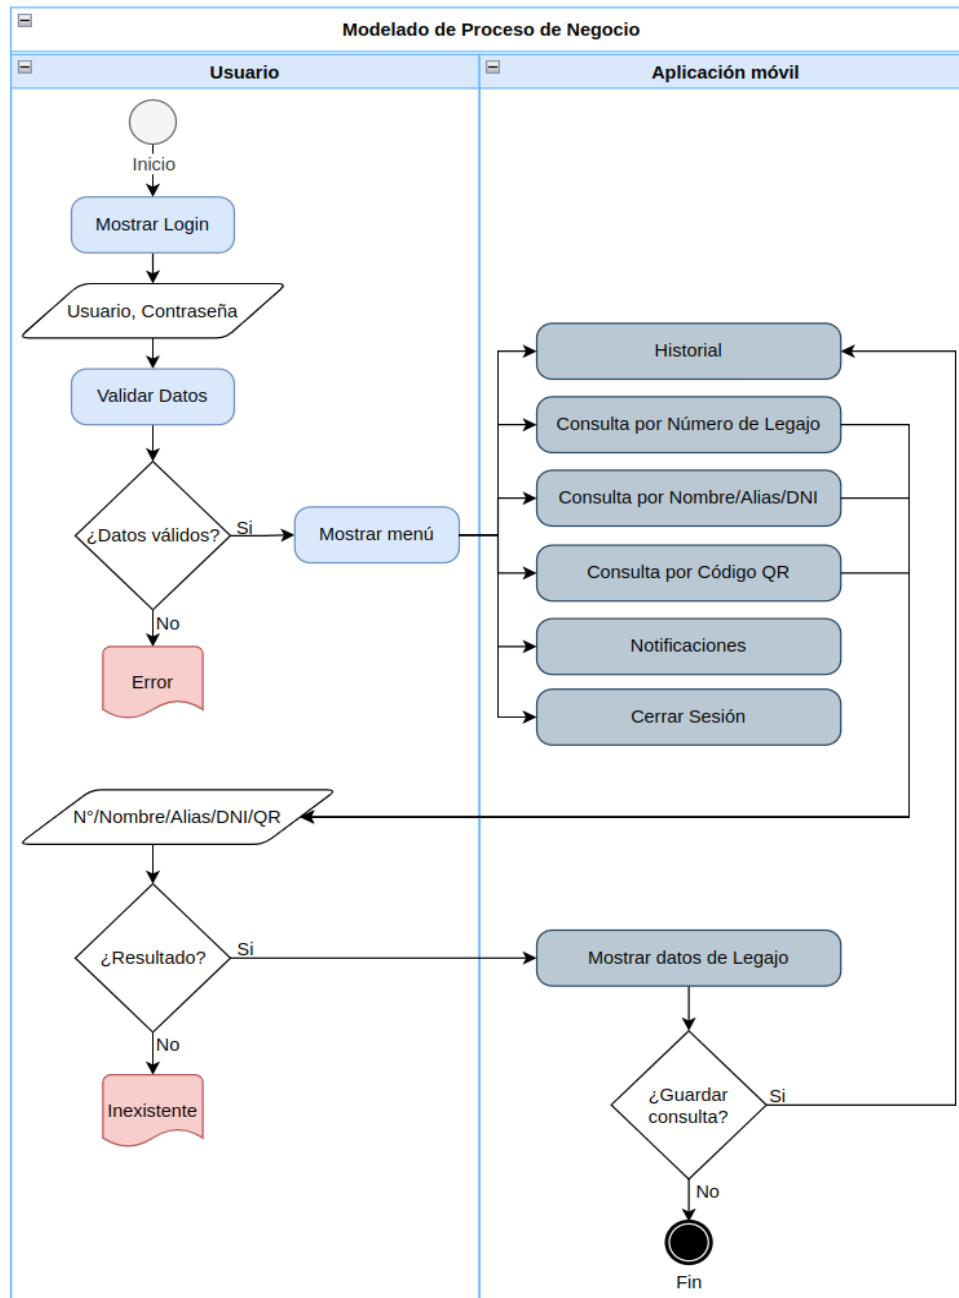 Modelado de Proceso de Negocio
Usuario
Aplicación móvil
Inicio
Mostrar Login
Usuario, Contraseña
Validar Datos
¿Datos válidos?
Si
No
Error
Mostrar menú
Historial
Consulta por Número de Legajo
Consulta por Nombre/Alias/DNI
Consulta por Código QR
Notificaciones
Cerrar Sesión
N°/Nombre/Alias/DNI/QR
¿Resultado?
Si
No
Inexistente
Mostrar datos de Legajo
¿Guardar
consulta?
Si
No
Fin